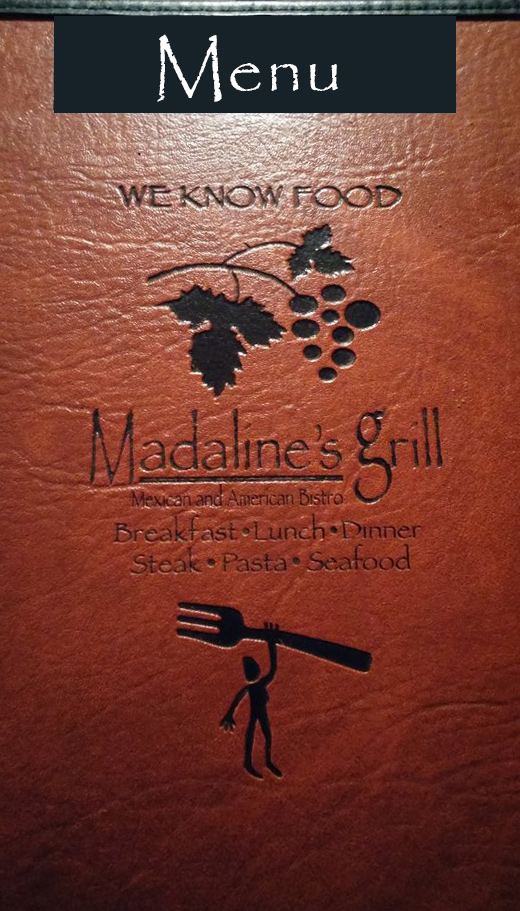 Menu
WE KNOW FOOD
Madaline's grill
Mexican and American Bistro
Breakfast•Lunch•Dinner
Steak•Pasta•Seafood